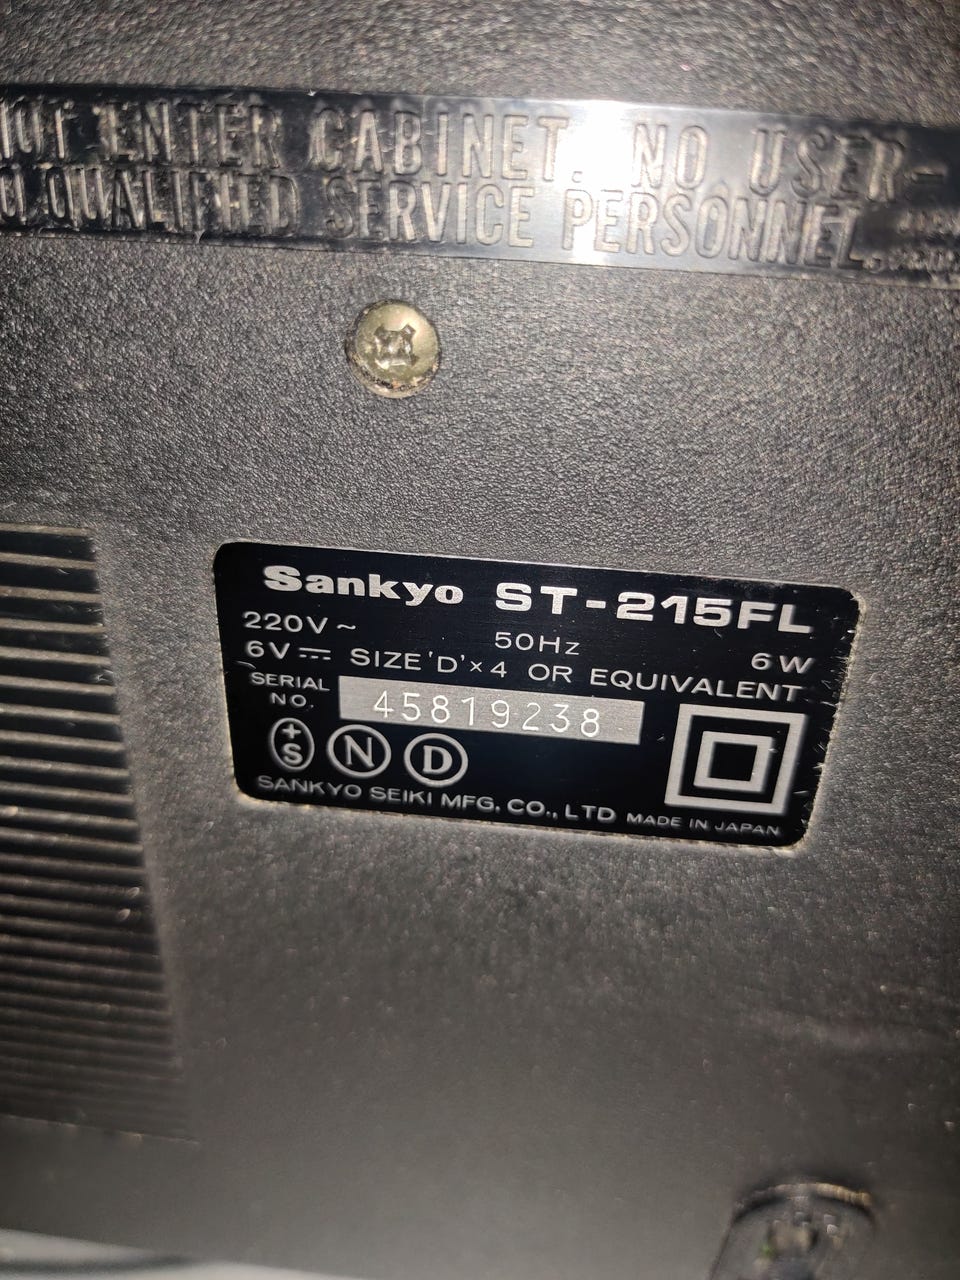 NOT ENTER CABINET. NO USER-
QUALIFIED SERVICE PERSONNEL.
Sankyo ST-215FL
220V~ 50Hz 6W
6V⎓ SIZE 'D'×4 OR EQUIVALENT
SERIAL NO. 45819238
+S N D
SANKYO SEIKI MFG. CO., LTD MADE IN JAPAN